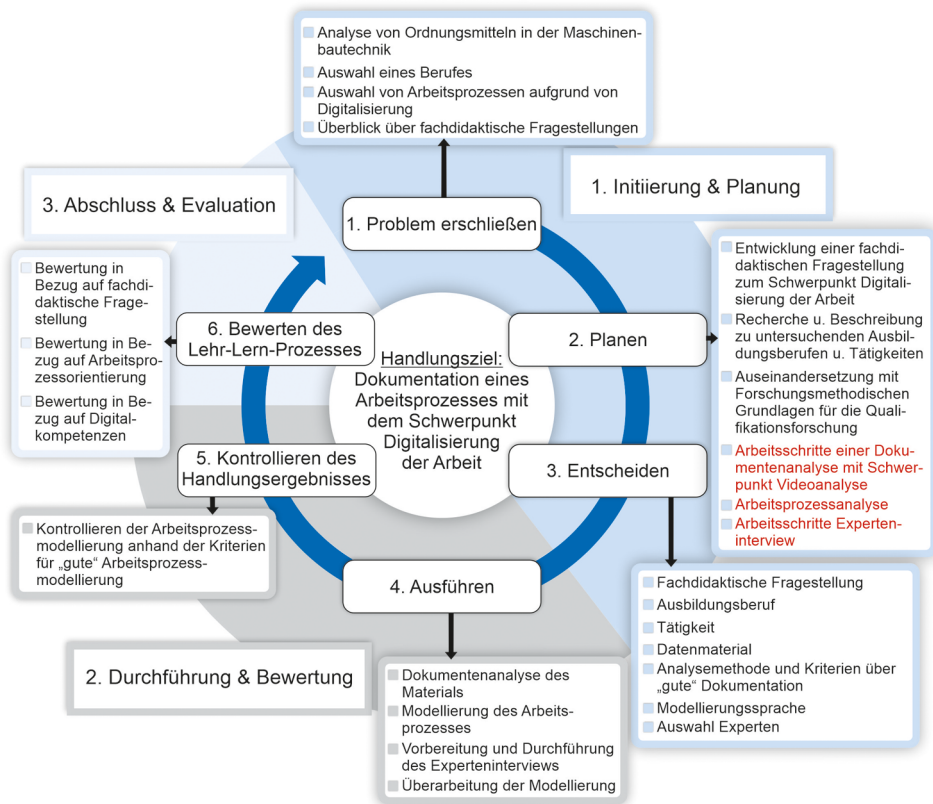 Analyse von Ordnungsmitteln in der Maschinen-
bautechnik
Auswahl eines Berufes
Auswahl von Arbeitsprozessen aufgrund von
Digitalisierung
Überblick über fachdidaktische Fragestellungen
1. Initiierung & Planung
3. Abschluss & Evaluation
1. Problem erschließen
Entwicklung einer fachdi-
daktischen Fragestellung
zum Schwerpunkt Digitali-
sierung der Arbeit
Recherche u. Beschreibung
zu untersuchenden Ausbil-
dungsberufen u. Tätigkeiten
Auseinandersetzung mit
Forschungsmethodischen
Grundlagen für die Quali-
fikationsforschung
Arbeitsschritte einer Doku-
mentenanalyse mit Schwer-
punkt Videoanalyse
Arbeitsprozessanalyse
Arbeitsschritte Experten-
interview
Bewertung in
Bezug auf fachdi-
daktische Frage-
stellung
Bewertung in Be-
zug auf Arbeitspro-
zessorientierung
Bewertung in Be-
zug auf Digital-
kompetenzen
6. Bewerten des
Lehr-Lern-Prozesses
2. Planen
Handlungsziel:
Dokumentation eines
Arbeitsprozesses mit
dem Schwerpunkt
Digitalisierung
der Arbeit
5. Kontrollieren des
Handlungsergebnisses
3. Entscheiden
Kontrollieren der Arbeitsprozess-
modellierung anhand der Kriterien
für „gute“ Arbeitsprozess-
modellierung
4. Ausführen
Fachdidaktische Fragestellung
Ausbildungsberuf
Tätigkeit
Datenmaterial
Analysemethode und Kriterien über
„gute“ Dokumentation
Modellierungssprache
Auswahl Experten
2. Durchführung & Bewertung
Dokumentenanalyse des
Materials
Modellierung des Arbeits-
prozesses
Vorbereitung und Durchführung
des Experteninterviews
Überarbeitung der Modellierung